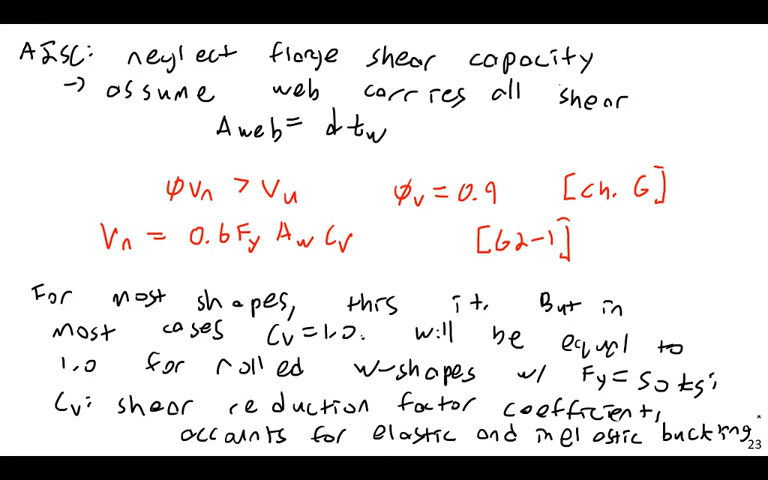 AISC: neglect flange shear capacity
→ assume web carries all shear
Aweb = d tw
φVn > Vu φv = 0.9 [Ch. G]
Vn = 0.6Fy Aw Cv [G2-1]
For most shapes, this it. But in
most cases Cv = 1.0. will be equal to
1.0 for rolled w-shapes w/ Fy = 50 ksi
Cv: shear reduction factor coefficient,
accounts for elastic and inelastic buckling
23